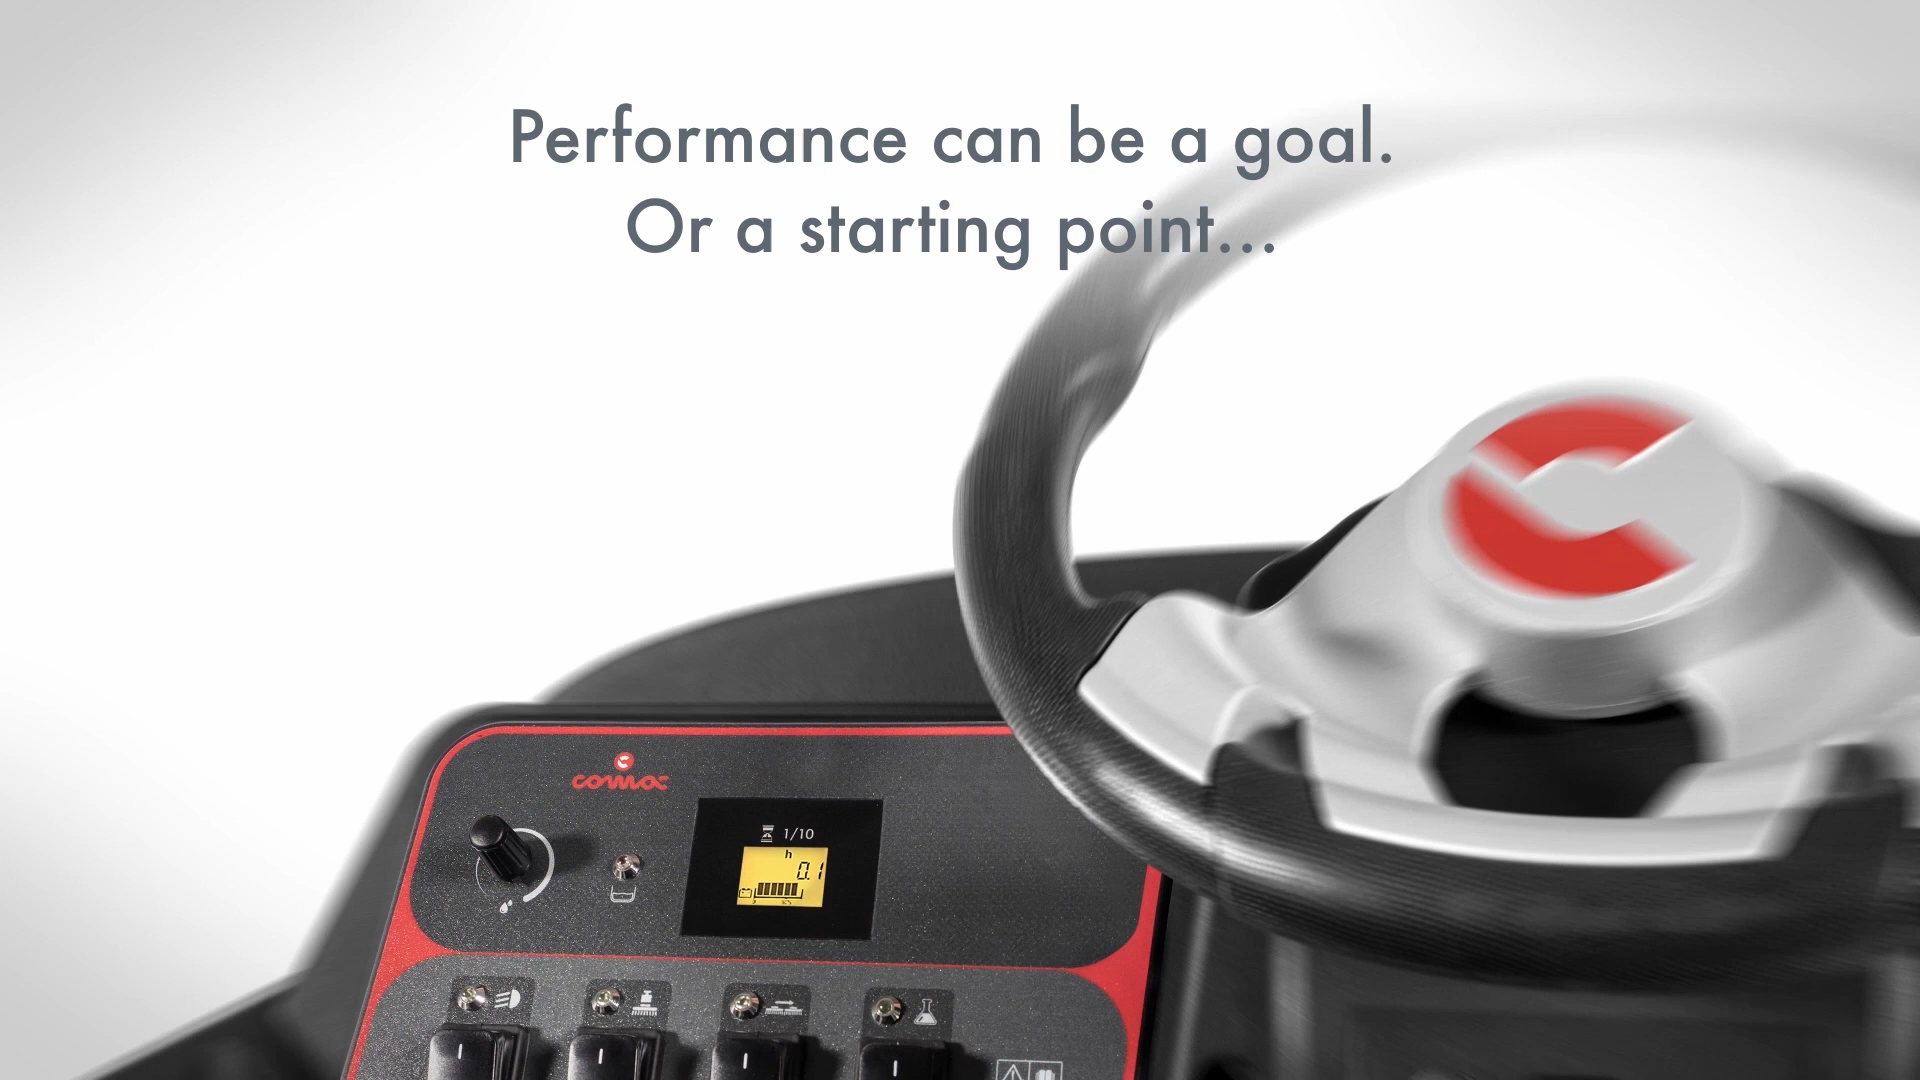 Performance can be a goal.
Or a starting point...
comac
1/10
h
0.1